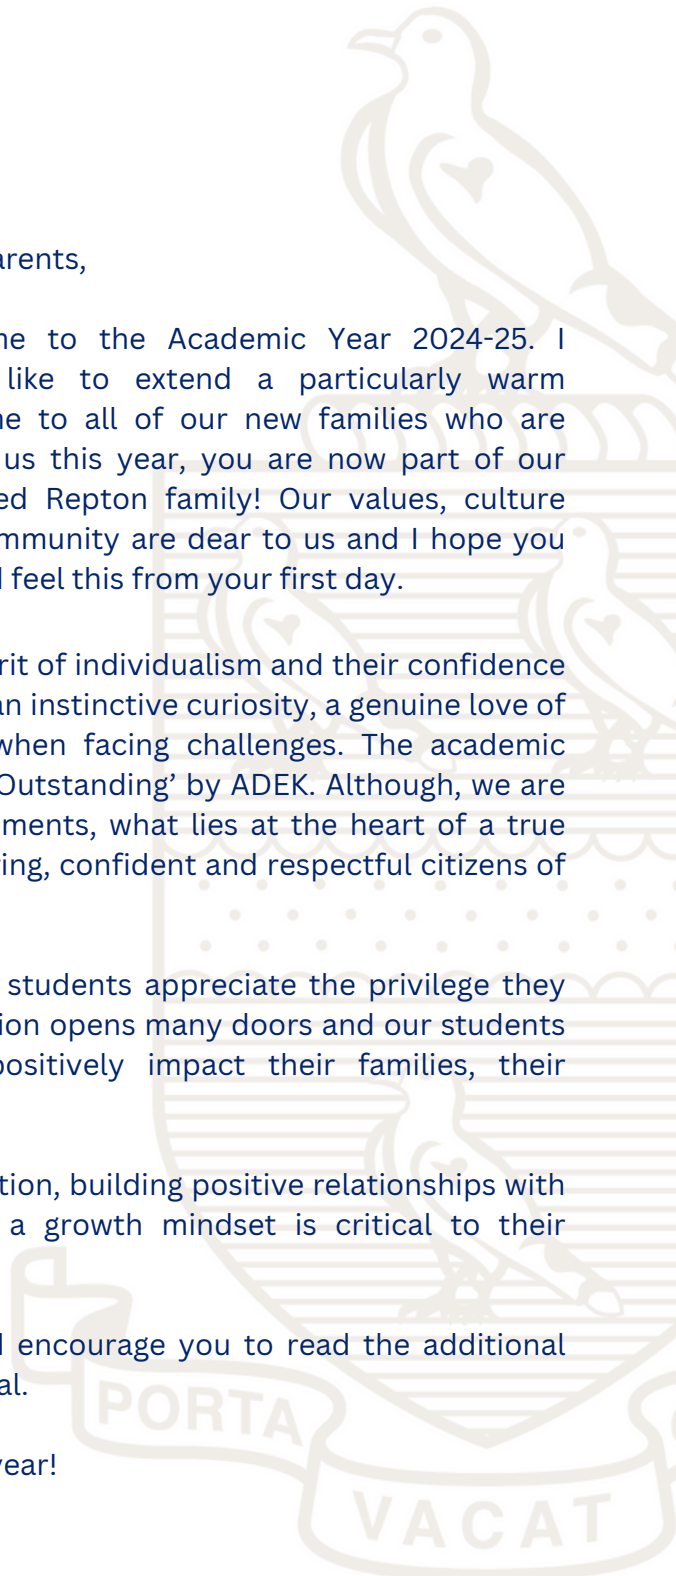 arents,
ne to the Academic Year 2024-25. I
like to extend a particularly warm
ne to all of our new families who are
us this year, you are now part of our
ed Repton family! Our values, culture
mmunity are dear to us and I hope you
l feel this from your first day.
rit of individualism and their confidence
an instinctive curiosity, a genuine love of
when facing challenges. The academic
Outstanding’ by ADEK. Although, we are
ments, what lies at the heart of a true
ring, confident and respectful citizens of
students appreciate the privilege they
ion opens many doors and our students
positively impact their families, their
tion, building positive relationships with
a growth mindset is critical to their
d encourage you to read the additional
al.
year!
PORTA
VACAT